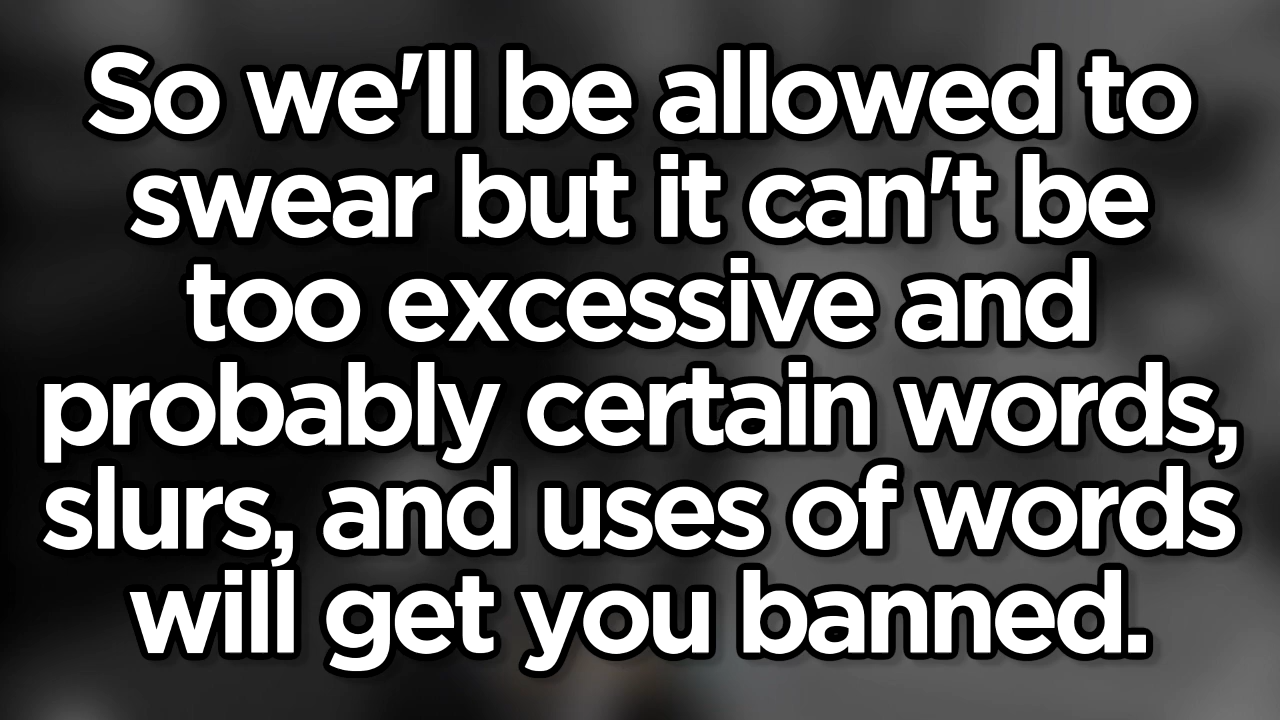 So we'll be allowed to
swear but it can't be
too excessive and
probably certain words,
slurs, and uses of words
will get you banned.